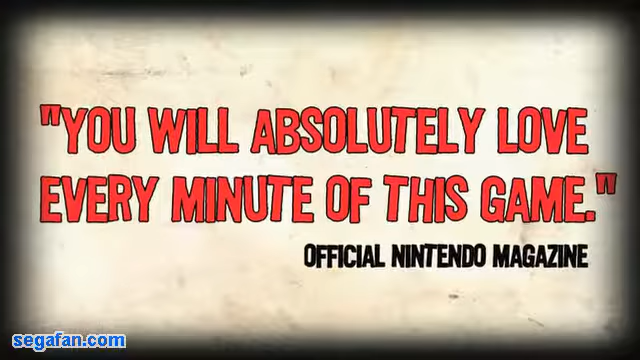 "YOU WILL ABSOLUTELY LOVE
EVERY MINUTE OF THIS GAME."
OFFICIAL NINTENDO MAGAZINE
segafan.com